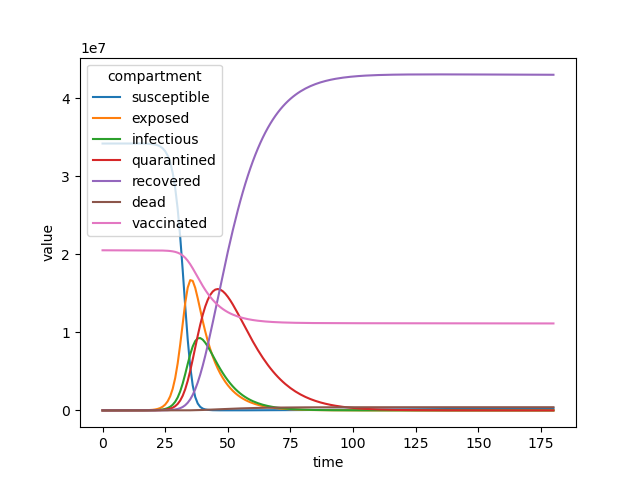 1e7
compartment
susceptible
exposed
infectious
quarantined
recovered
dead
vaccinated
4
3
2
1
0
value
0 25 50 75 100 125 150 175
time